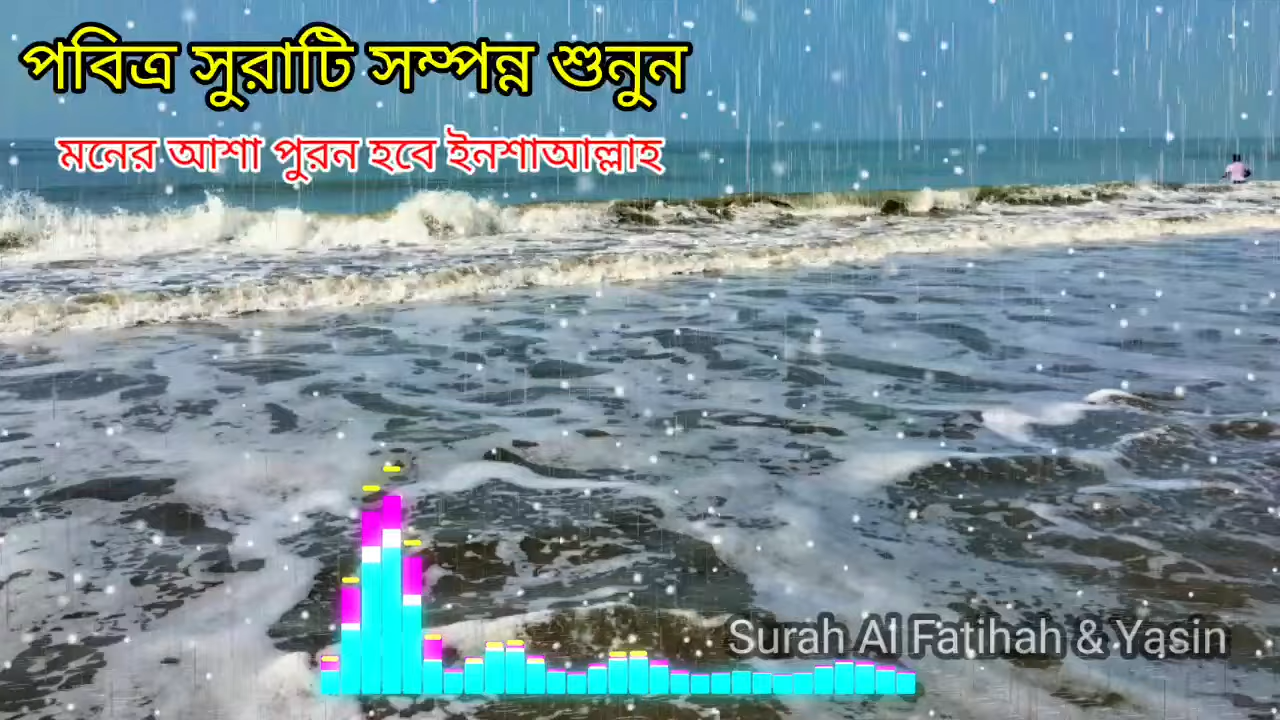 পবিত্র সুরাটি সম্পন্ন শুনুন
মনের আশা পুরন হবে ইনশাআল্লাহ
Surah Al Fatihah & Yasin